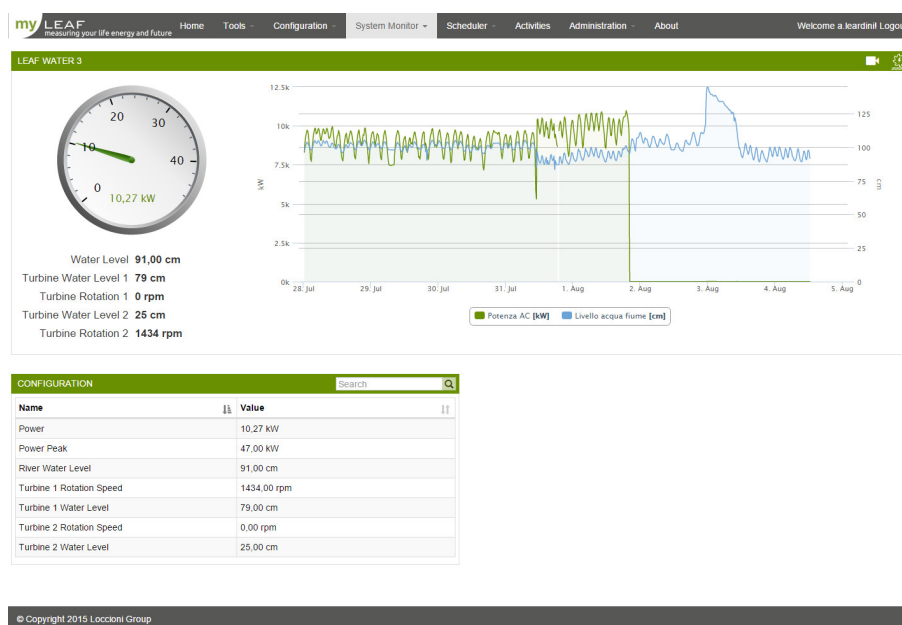 my LEAF
measuring your life energy and future
Home Tools Configuration System Monitor Scheduler Activities Administration About Welcome a.leardini! Logou
LEAF WATER 3
0 10 20 30 40
10,27 kW
Water Level 91,00 cm
Turbine Water Level 1 79 cm
Turbine Rotation 1 0 rpm
Turbine Water Level 2 25 cm
Turbine Rotation 2 1434 rpm
12.5k
10k
7.5k
5k
2.5k
0k
kW
125
100
75
50
25
0
cm
28. Jul 29. Jul 30. Jul 31. Jul 1. Aug 2. Aug 3. Aug 4. Aug 5. Aug
Potenza AC [kW] Livello acqua fiume [cm]
CONFIGURATION Search
Name Value
Power 10,27 kW
Power Peak 47,00 kW
River Water Level 91,00 cm
Turbine 1 Rotation Speed 1434,00 rpm
Turbine 1 Water Level 79,00 cm
Turbine 2 Rotation Speed 0,00 rpm
Turbine 2 Water Level 25,00 cm
© Copyright 2015 Loccioni Group